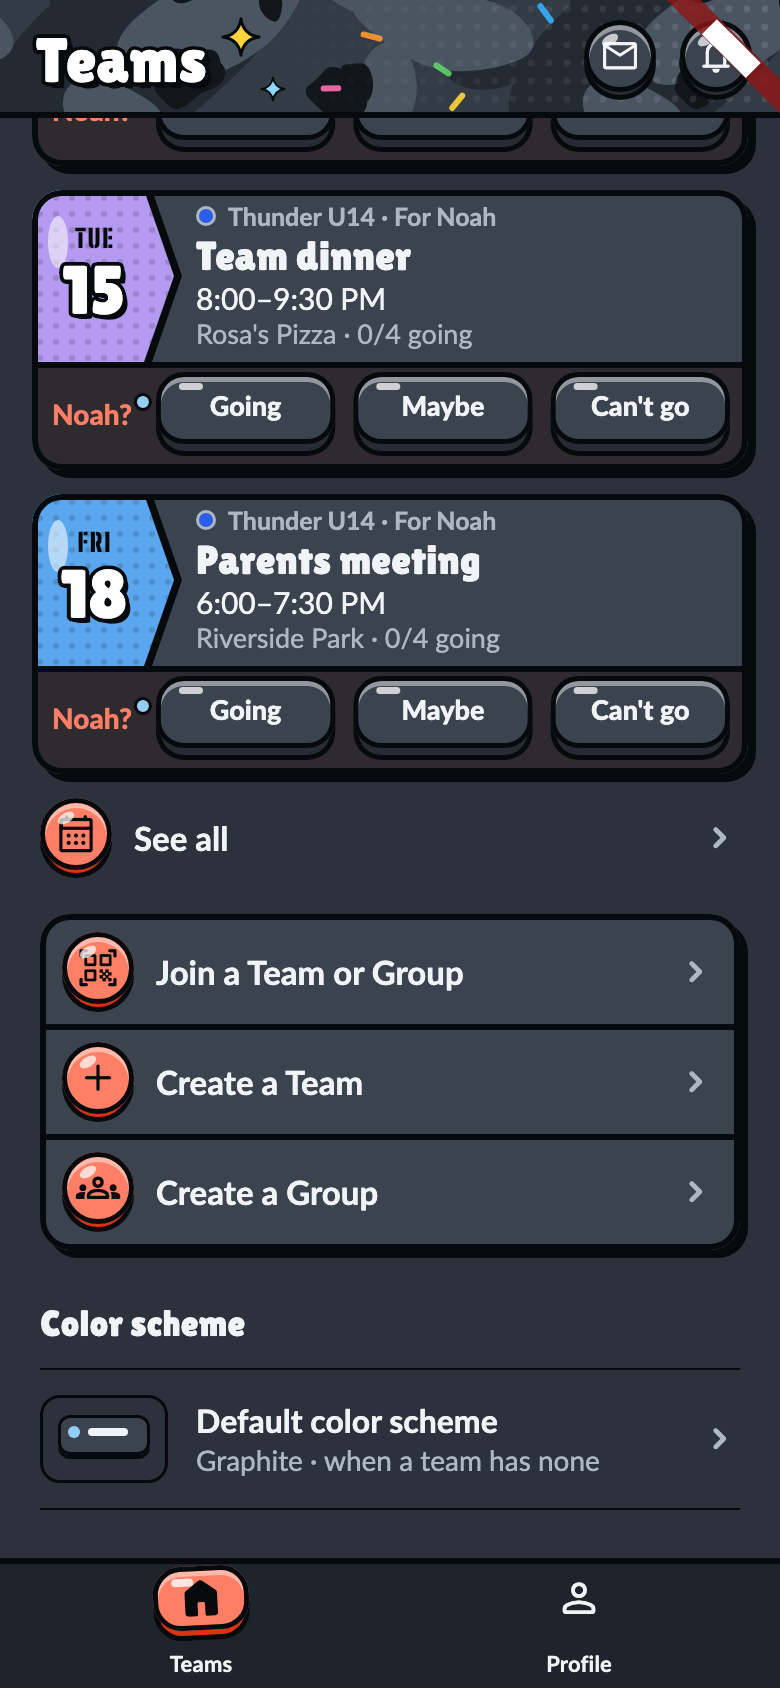 Teams
Noah?
TUE
15
Thunder U14 · For Noah
Team dinner
8:00–9:30 PM
Rosa's Pizza · 0/4 going
Noah?
Going
Maybe
Can't go
FRI
18
Thunder U14 · For Noah
Parents meeting
6:00–7:30 PM
Riverside Park · 0/4 going
Noah?
Going
Maybe
Can't go
See all
Join a Team or Group
Create a Team
Create a Group
Color scheme
Default color scheme
Graphite · when a team has none
Teams
Profile